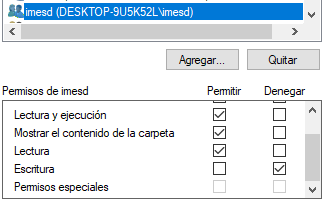 imesd (DESKTOP-9U5K52L\imesd)
Agregar...
Quitar
Permisos de imesd
Permitir
Denegar
Lectura y ejecución
Mostrar el contenido de la carpeta
Lectura
Escritura
Permisos especiales